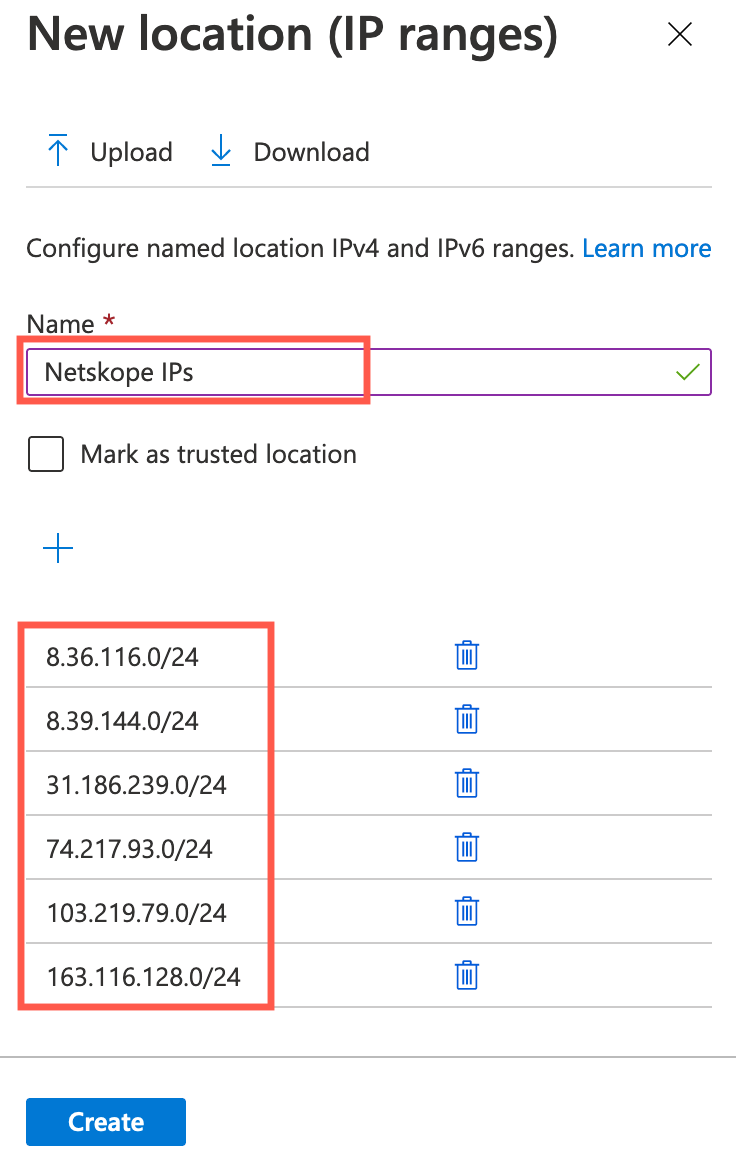 New location (IP ranges)
Upload Download
Configure named location IPv4 and IPv6 ranges. Learn more
Name *
Netskope IPs
Mark as trusted location
8.36.116.0/24
8.39.144.0/24
31.186.239.0/24
74.217.93.0/24
103.219.79.0/24
163.116.128.0/24
Create